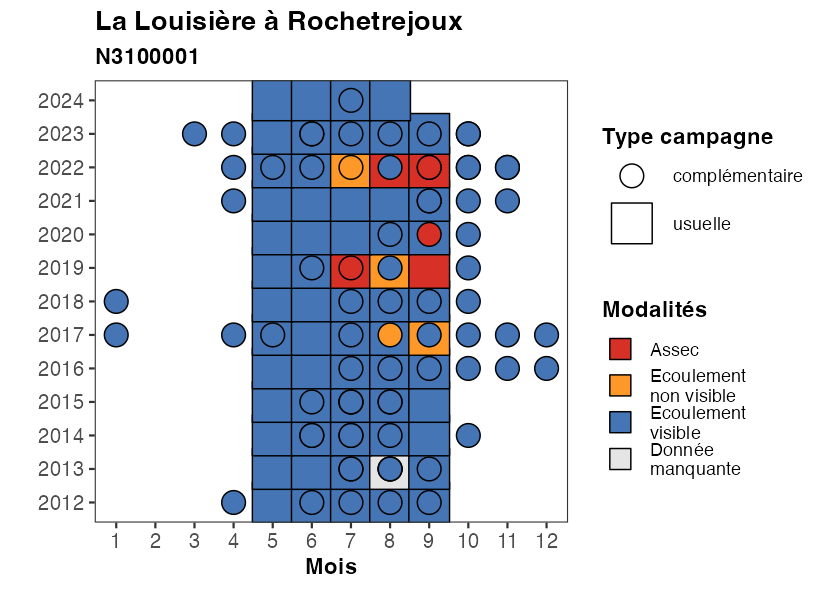 La Louisière à Rochetrejoux
N3100001
2024
2023
2022
2021
2020
2019
2018
2017
2016
2015
2014
2013
2012
1 2 3 4 5 6 7 8 9 10 11 12
Mois
Type campagne
complémentaire
usuelle
Modalités
Assec
Ecoulement
non visible
Ecoulement
visible
Donnée
manquante